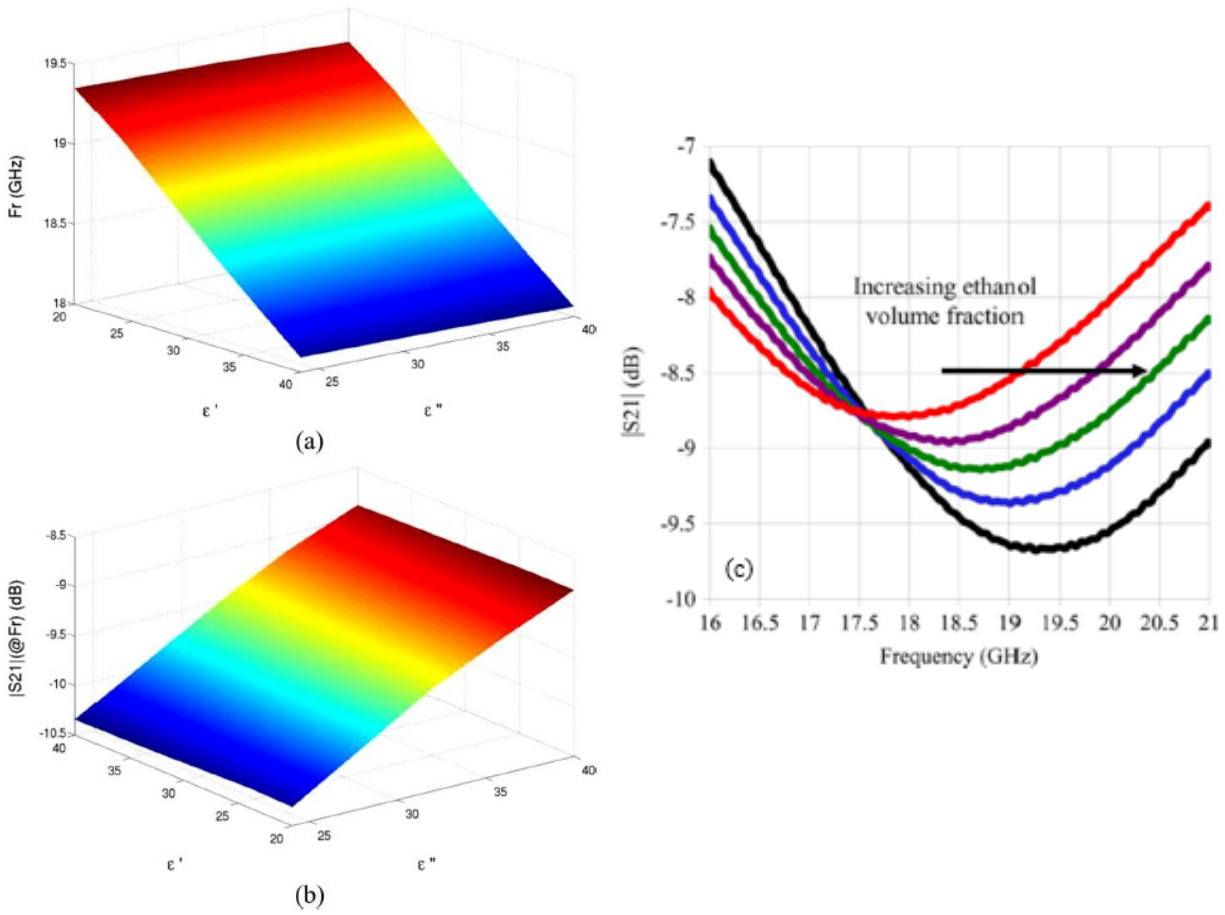 19.5
19
18.5
18
Fr (GHz)
20
25
30
35
40
25
30
35
40
ε '
ε ''
(a)
-8.5
-9
-9.5
-10
-10.5
|S21|(@Fr) (dB)
40
35
30
25
20
25
30
35
40
ε '
ε ''
(b)
-7
-7.5
-8
-8.5
-9
-9.5
-10
|S21| (dB)
Increasing ethanol
volume fraction
(c)
16 16.5 17 17.5 18 18.5 19 19.5 20 20.5 21
Frequency (GHz)